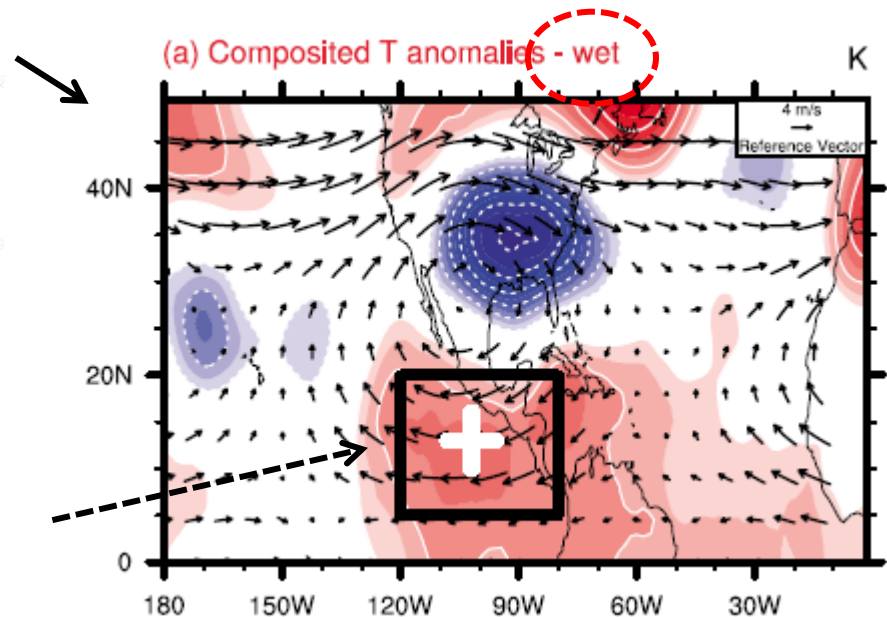 (a) Composited T anomalies - wet
K
4 m/s
Reference Vector
40N
20N
0
180 150W 120W 90W 60W 30W